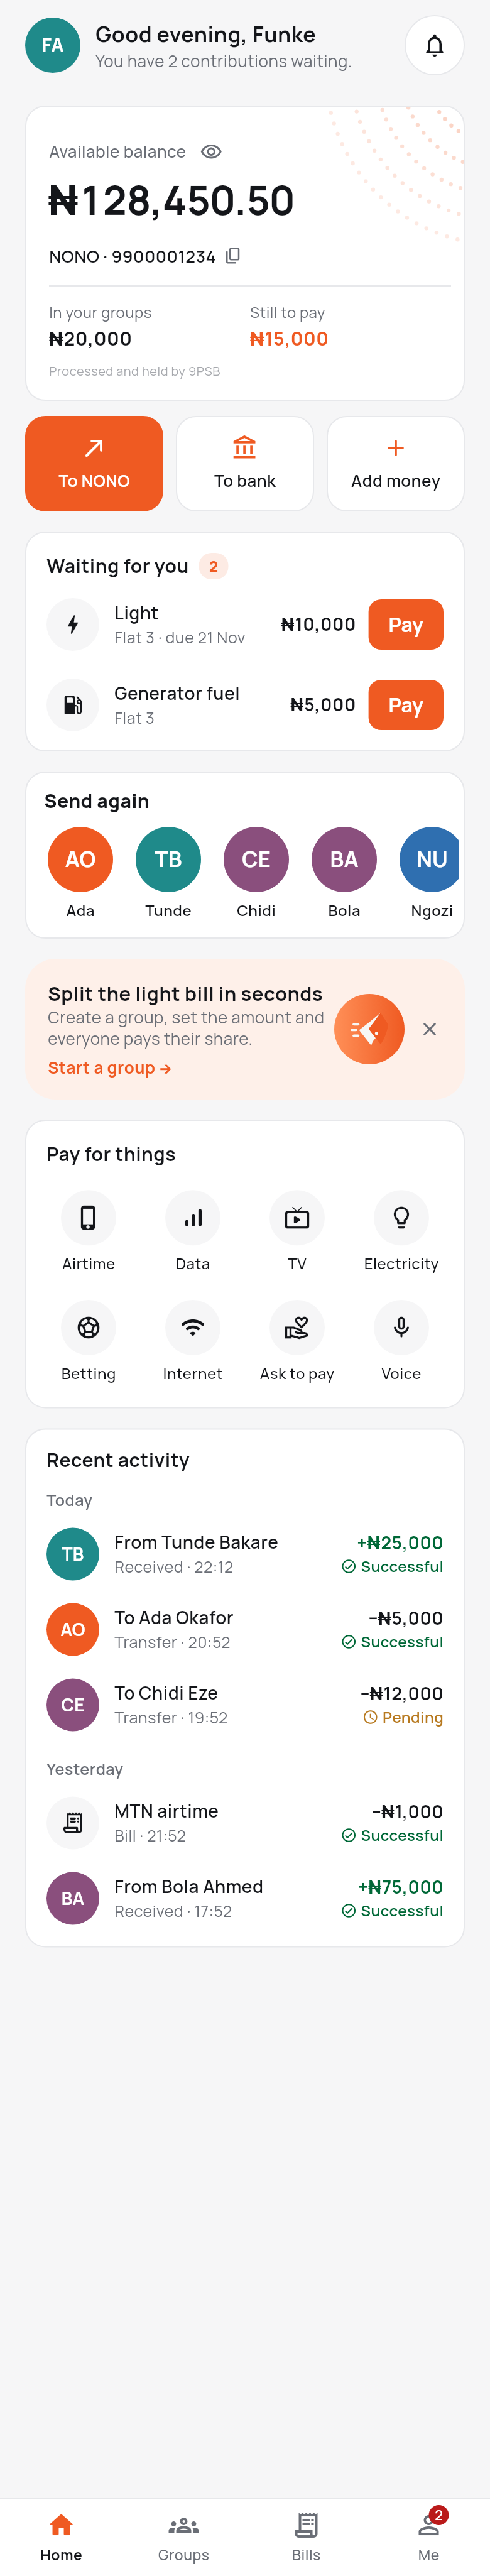 FA
Good evening, Funke
You have 2 contributions waiting.
Available balance
₦128,450.50
NONO · 9900001234
In your groups
Still to pay
₦20,000
₦15,000
Processed and held by 9PSB
To NONO
To bank
Add money
Waiting for you 2
Light
Flat 3 · due 21 Nov
₦10,000
Pay
Generator fuel
Flat 3
₦5,000
Pay
Send again
AO
TB
CE
BA
NU
Ada
Tunde
Chidi
Bola
Ngozi
Split the light bill in seconds
Create a group, set the amount and
everyone pays their share.
Start a group →
Pay for things
Airtime
Data
TV
Electricity
Betting
Internet
Ask to pay
Voice
Recent activity
Today
TB
From Tunde Bakare
Received · 22:12
+₦25,000
Successful
AO
To Ada Okafor
Transfer · 20:52
−₦5,000
Successful
CE
To Chidi Eze
Transfer · 19:52
−₦12,000
Pending
Yesterday
MTN airtime
Bill · 21:52
−₦1,000
Successful
BA
From Bola Ahmed
Received · 17:52
+₦75,000
Successful
2
Home
Groups
Bills
Me